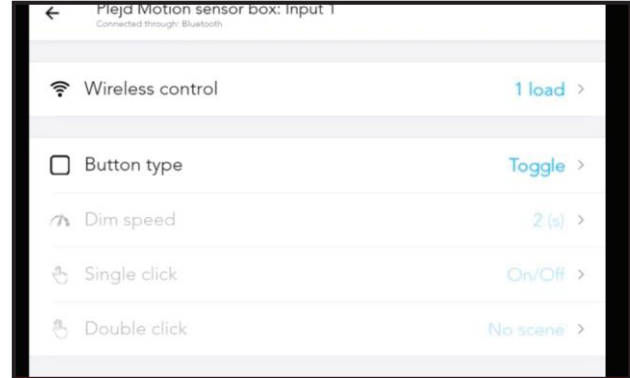 Plejd Motion sensor box: Input 1
Connected through: Bluetooth
Wireless control 1 load
Button type Toggle
Dim speed 2 (s)
Single click On/Off
Double click No scene